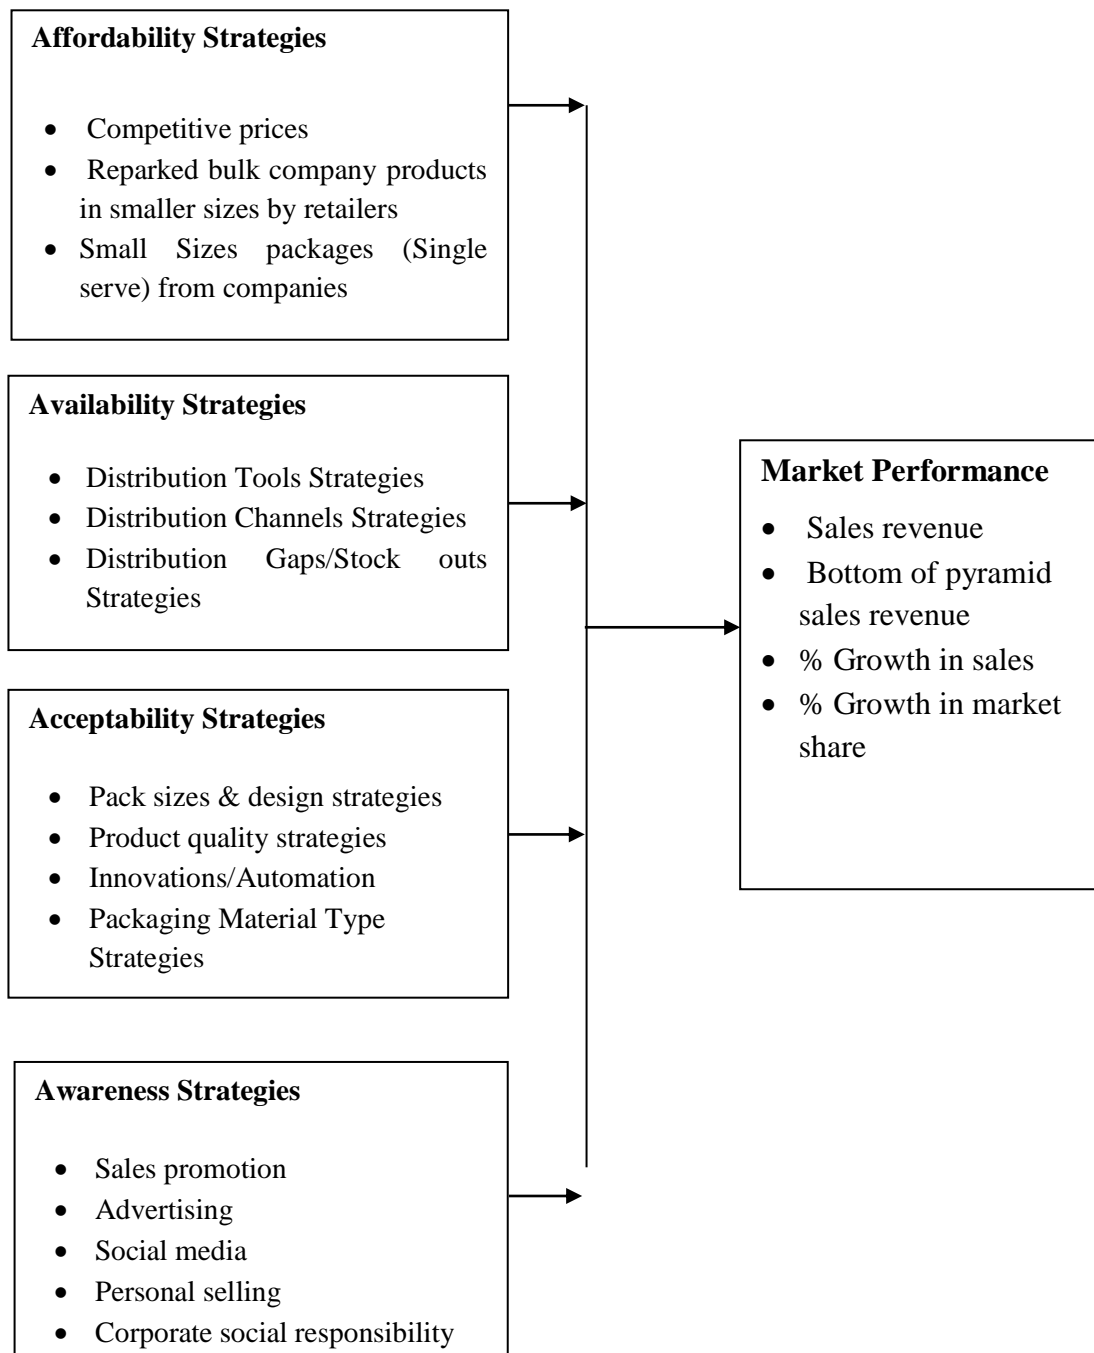 Affordability Strategies
• Competitive prices
• Reparked bulk company products
in smaller sizes by retailers
• Small Sizes packages (Single
serve) from companies
Availability Strategies
• Distribution Tools Strategies
• Distribution Channels Strategies
• Distribution Gaps/Stock outs
Strategies
Acceptability Strategies
• Pack sizes & design strategies
• Product quality strategies
• Innovations/Automation
• Packaging Material Type
Strategies
Awareness Strategies
• Sales promotion
• Advertising
• Social media
• Personal selling
• Corporate social responsibility
Market Performance
• Sales revenue
• Bottom of pyramid
sales revenue
• % Growth in sales
• % Growth in market
share